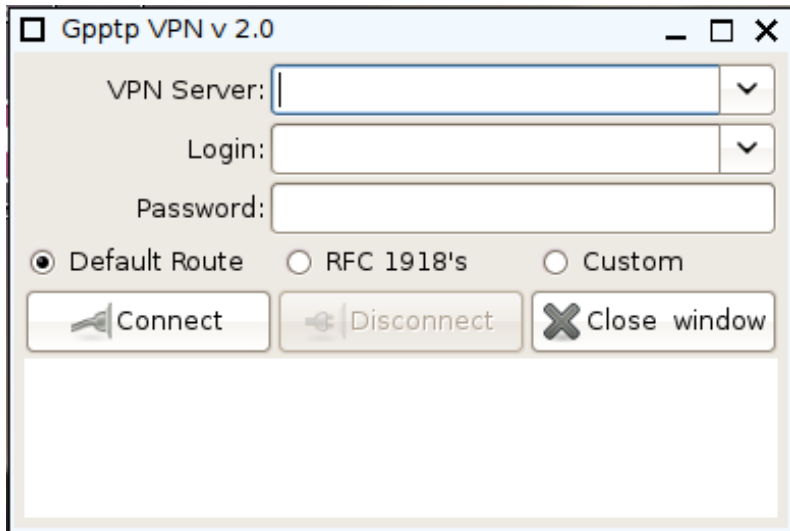 Gpptp VPN v 2.0
VPN Server:
Login:
Password:
Default Route RFC 1918's Custom
Connect Disconnect Close window